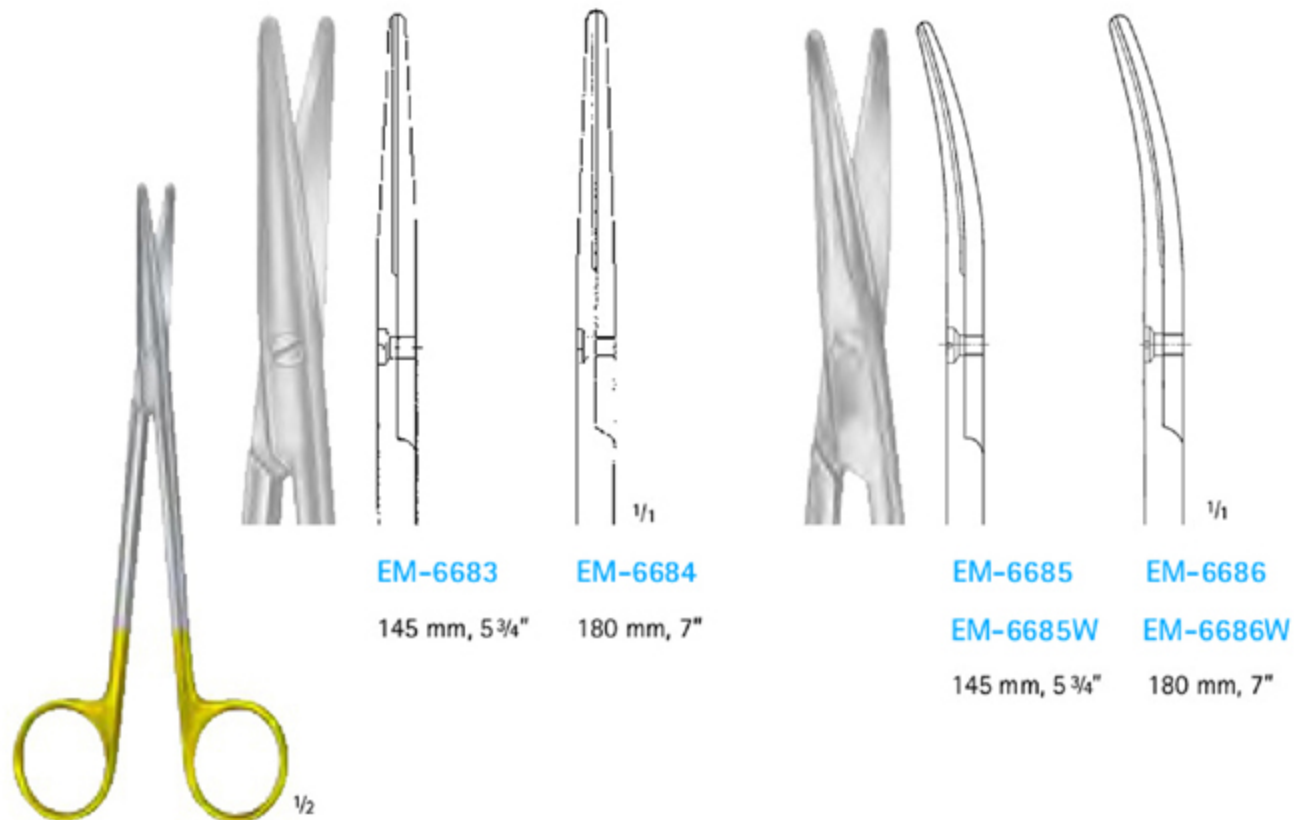 1/1
1/1
EM-6683 EM-6684 EM-6685 EM-6686
145 mm, 5 3/4" 180 mm, 7" EM-6685W EM-6686W
145 mm, 5 3/4" 180 mm, 7"
1/2